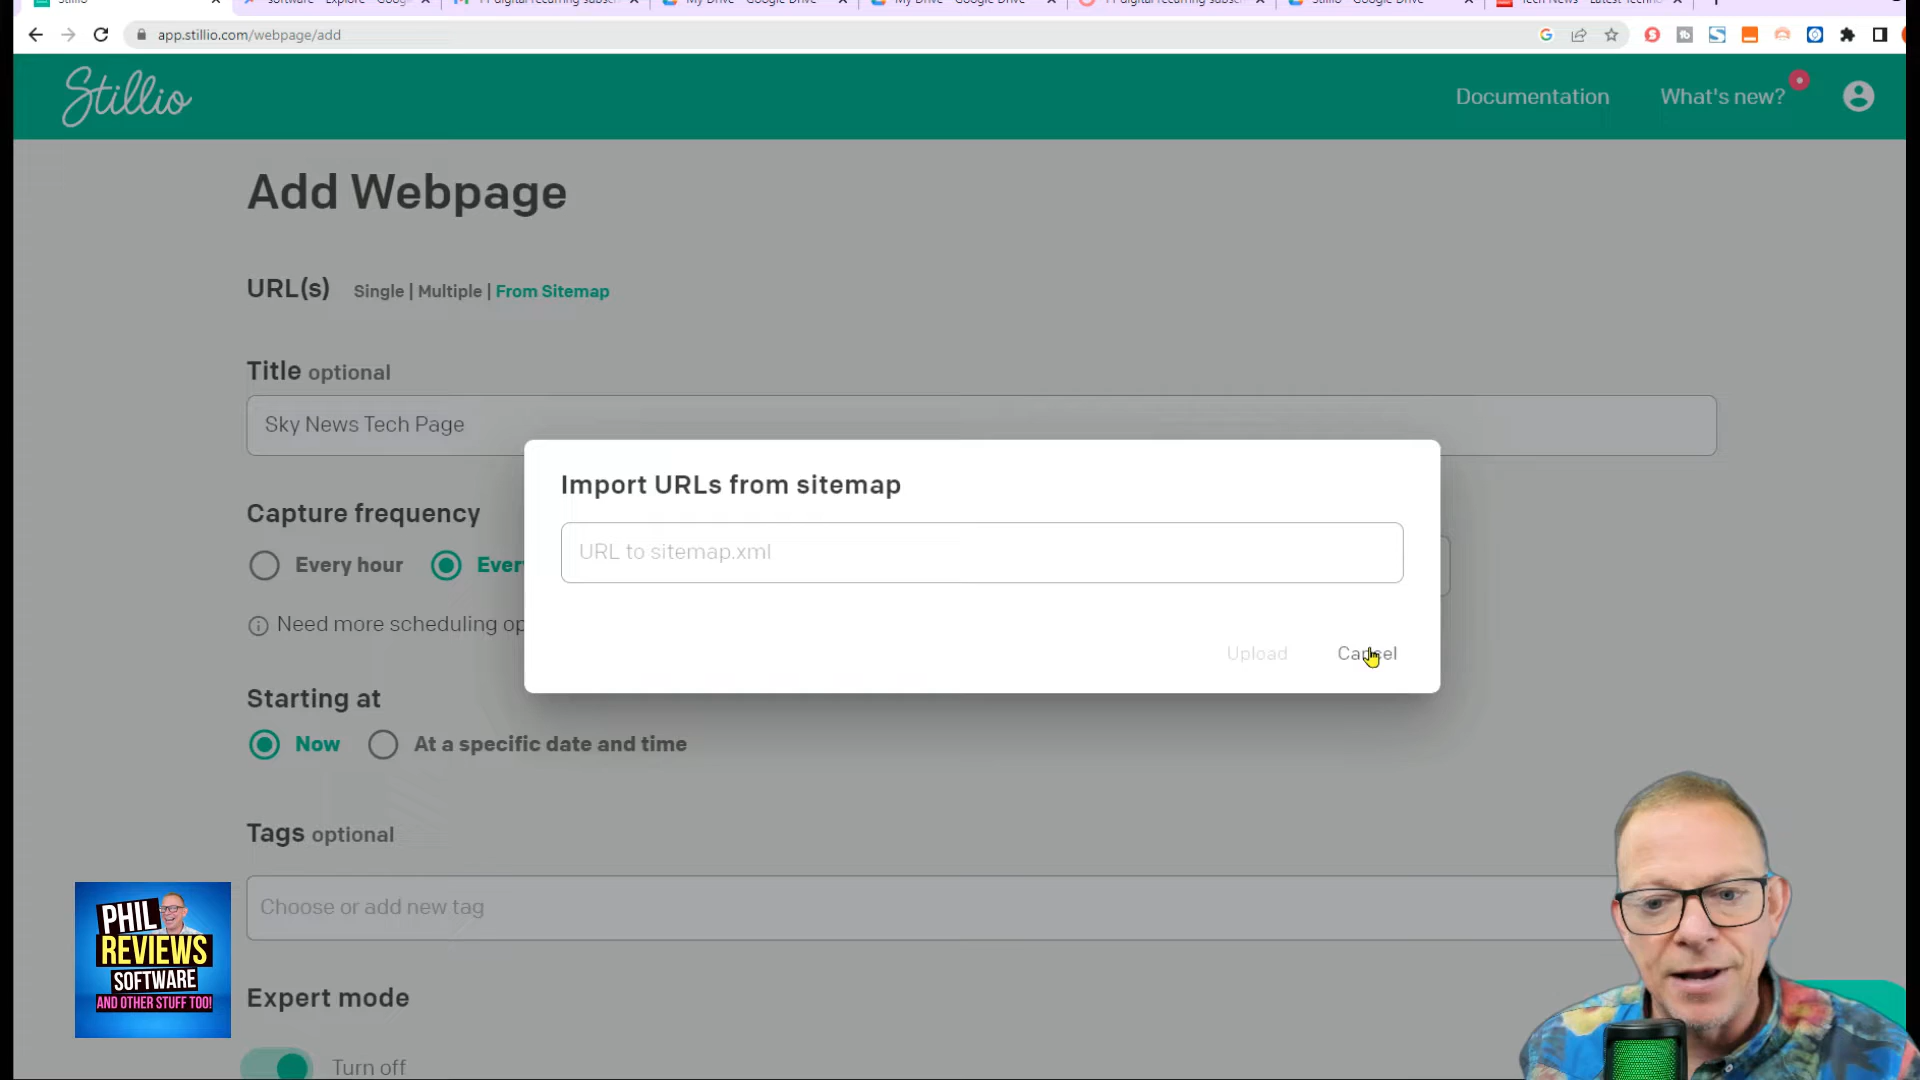 Stillio
app.stillio.com/webpage/add
Stillio
Documentation
What's new?
Add Webpage
URL(s) Single | Multiple | From Sitemap
Title optional
Sky News Tech Page
Import URLs from sitemap
URL to sitemap.xml
Capture frequency
Every hour
Need more scheduling
Upload
Starting at
Now At a specific date and time
Tags optional
Choose or add new tag
PHIL
REVIEWS
SOFTWARE
AND OTHER STUFF TOO!
Expert mode
Turn off